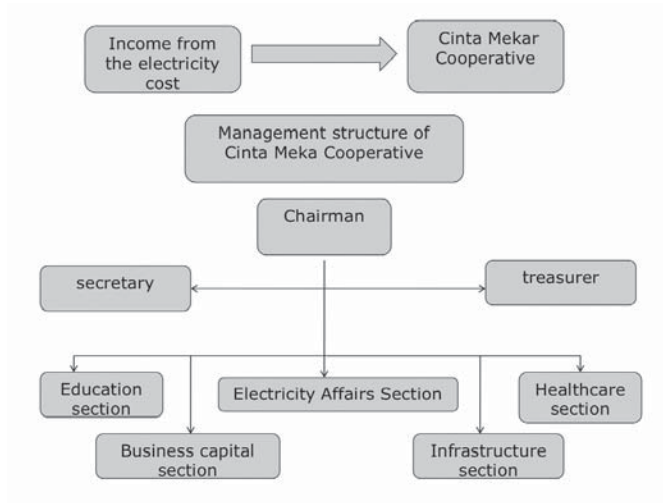 Income from
the electricity
cost
Cinta Mekar
Cooperative
Management structure of
Cinta Meka Cooperative
Chairman
secretary
treasurer
Education
section
Electricity Affairs Section
Healthcare
section
Business capital
section
Infrastructure
section